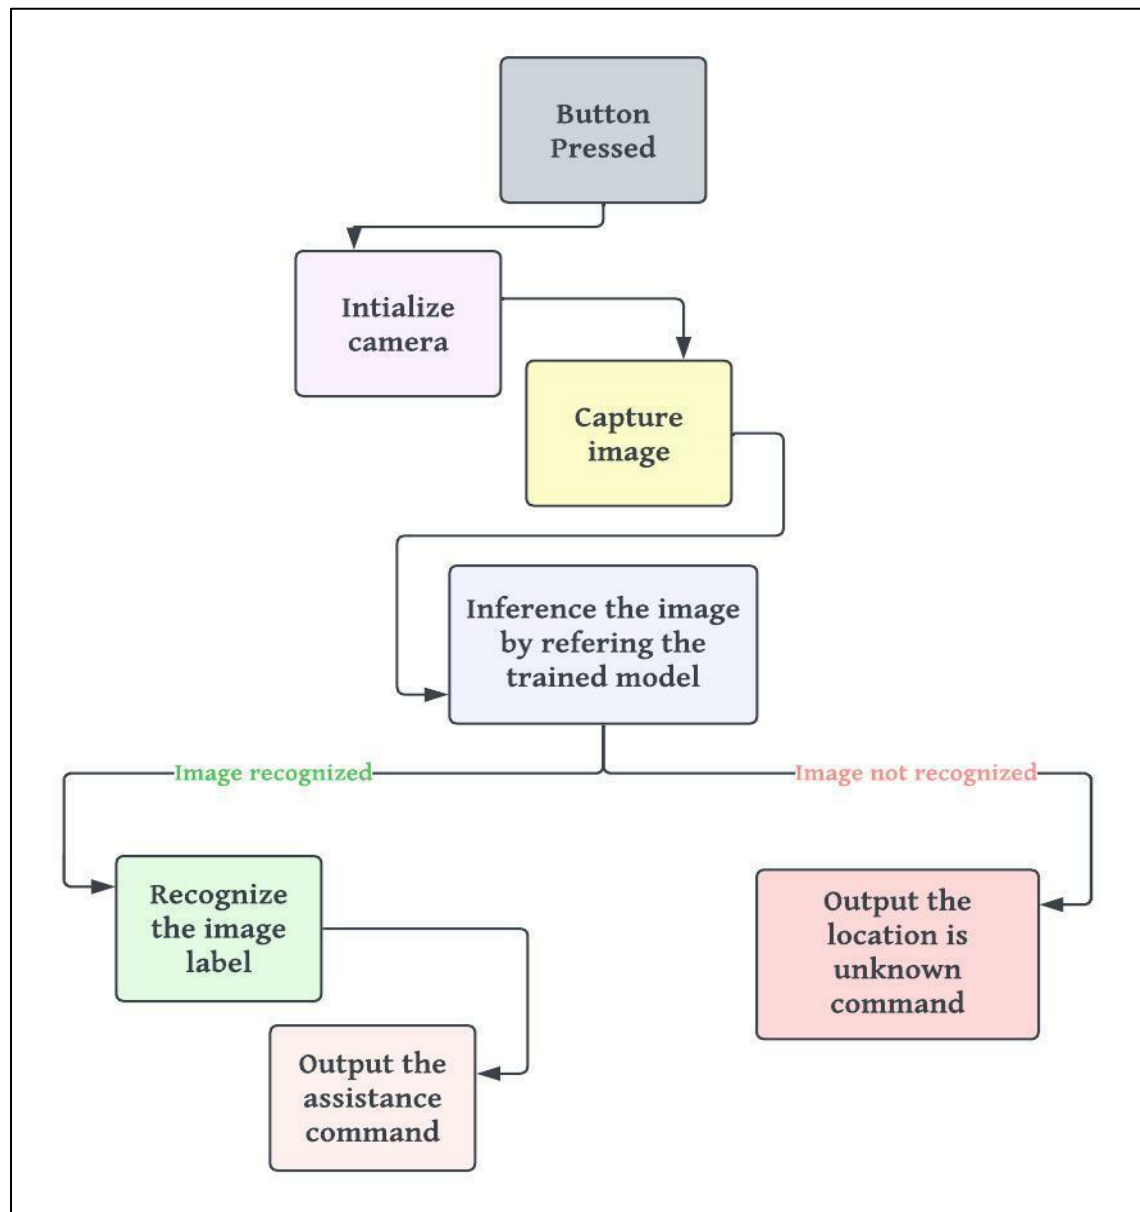 Button
Pressed
Intialize
camera
Capture
image
Inference the image
by refering the
trained model
Image recognized
Image not recognized
Recognize
the image
label
Output the
location is
unknown
command
Output the
assistance
command